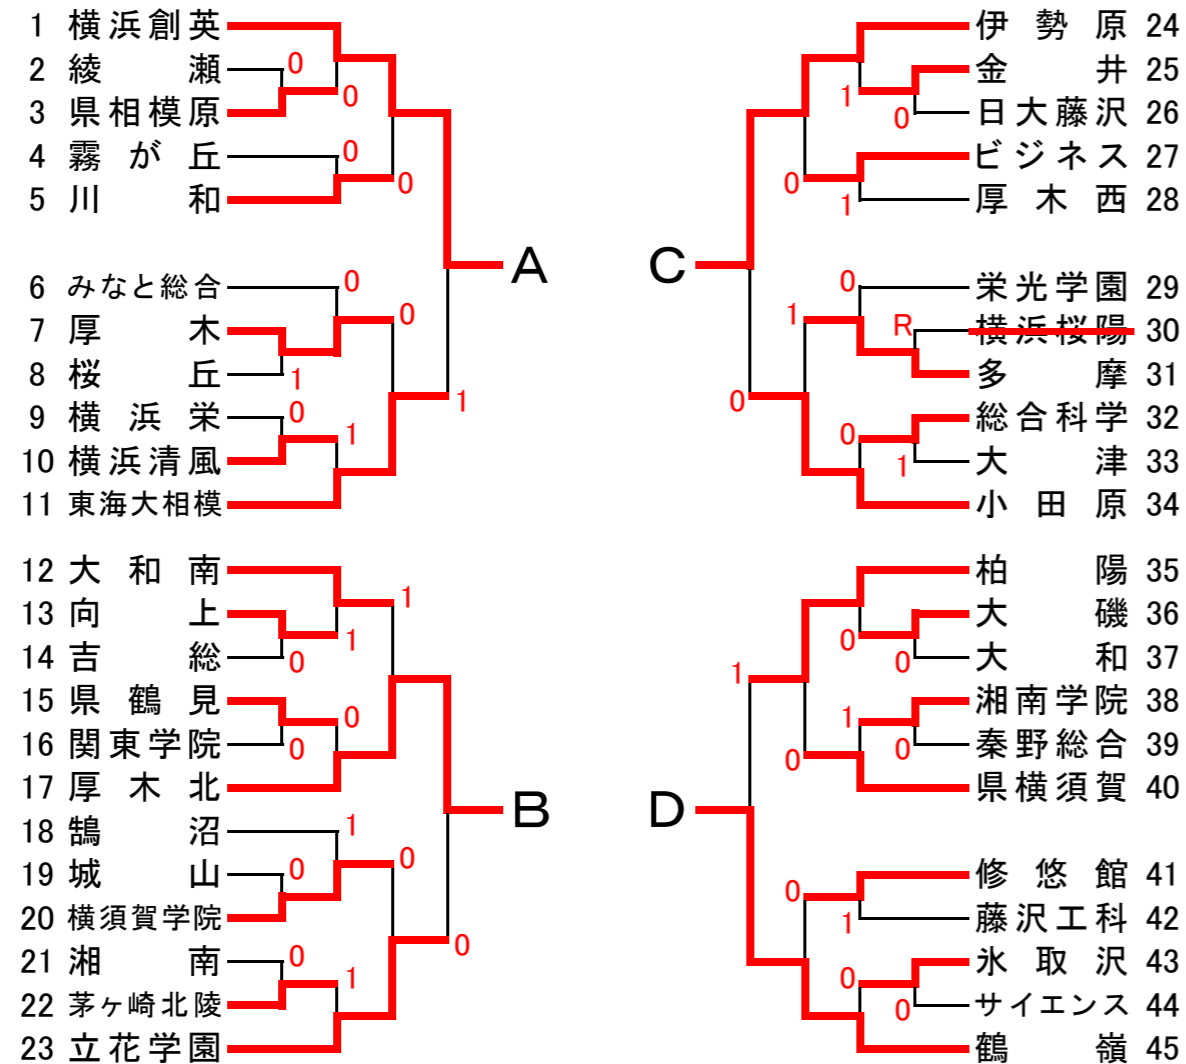 1 横浜創英
2 綾瀬 0
3 県相模原 0
4 霧が丘 0
5 川和 0
A
6 みなと総合 0
7 厚木 0
8 桜丘 1
9 横浜栄 0
10 横浜清風 1
11 東海大相模 1
12 大和南 1
13 向上 1
14 吉総 0
15 県鶴見 0
16 関東学院 0
17 厚木北
B
18 鵠沼 1
19 城山 0 0
20 横須賀学院
21 湘南 0 0
22 茅ヶ崎北陵 1
23 立花学園
伊勢原 24
金井 25
1 0 日大藤沢 26
0 ビジネス 27
1 厚木西 28
C
0 栄光学園 29
1 R 横浜桜陽 30
多摩 31
0 0 総合科学 32
1 大津 33
小田原 34
柏陽 35
0 大磯 36
1 0 大和 37
1 湘南学院 38
0 0 秦野総合 39
県横須賀 40
D
0 修悠館 41
1 藤沢工科 42
0 氷取沢 43
0 サイエンス 44
鶴嶺 45